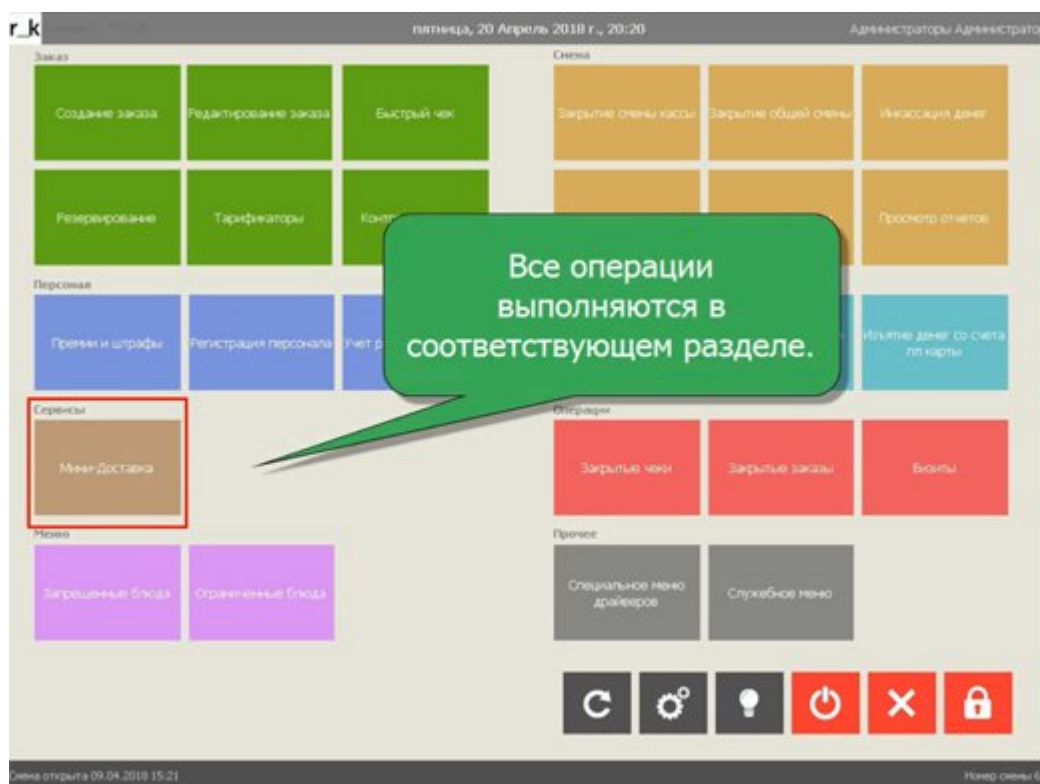 r_k
пятница, 20 Апрель 2018 г., 20:20
Администраторы Администрато
Заказ
Смена
Создание заказа
Редактирование заказа
Быстрый чек
Закрытие смены кассы
Закрытие общей смены
Инкассация денег
Резервирование
Тарификаторы
Просмотр отчетов
Все операции
выполняются в
соответствующем разделе.
Персонал
Премии и штрафы
Регистрация персонала
Учет
Изъятие денег со счета
пл карты
Сервисы
Операции
Мини-Доставка
Закрытые чеки
Закрытые заказы
Визиты
Меню
Прочее
Запрещенные блюда
Ограниченные блюда
Специальное меню
драйверов
Служебное меню
Смена открыта 09.04.2018 15:21
Номер смены 6